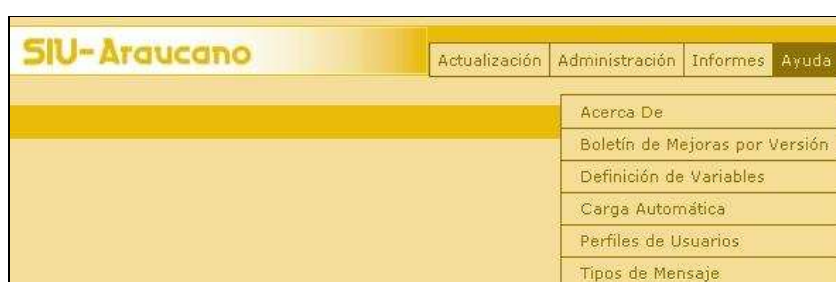 SIU-Araucano
Actualización Administración Informes Ayuda
Acerca De
Boletín de Mejoras por Versión
Definición de Variables
Carga Automática
Perfiles de Usuarios
Tipos de Mensaje